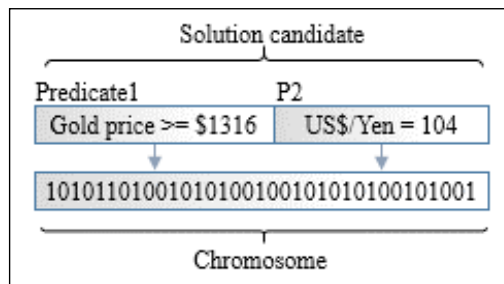 Solution candidate
Predicate1 P2
Gold price >= $1316 US$/Yen = 104
1010110100101010010010101010100101001
Chromosome